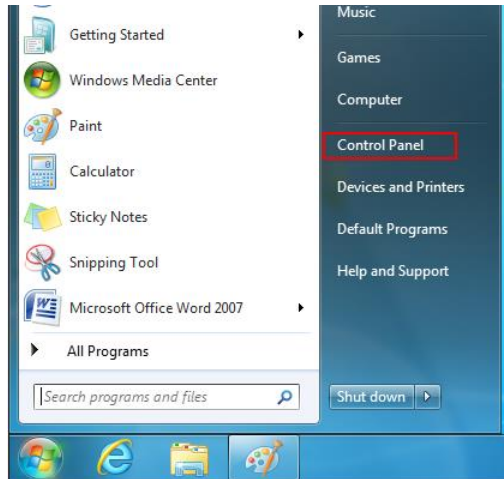 Getting Started
Windows Media Center
Paint
Calculator
Sticky Notes
Snipping Tool
Microsoft Office Word 2007
All Programs
Search programs and files
Music
Games
Computer
Control Panel
Devices and Printers
Default Programs
Help and Support
Shut down